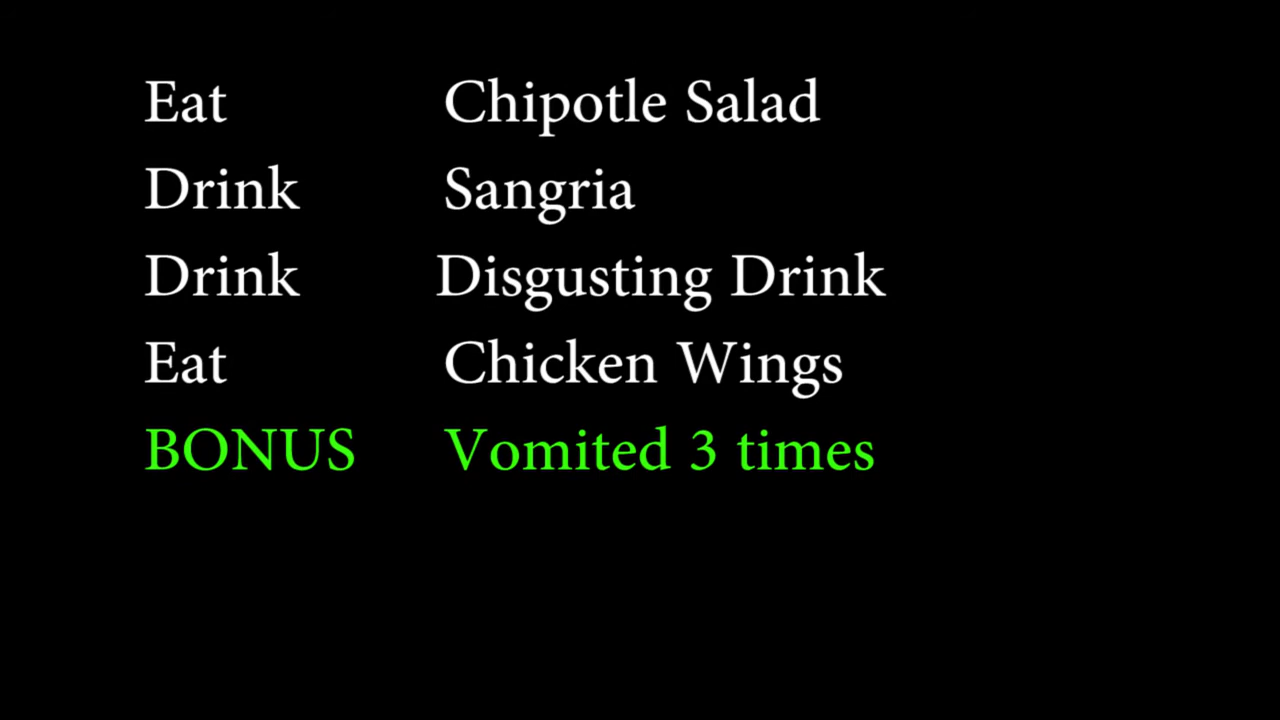 Eat Chipotle Salad
Drink Sangria
Drink Disgusting Drink
Eat Chicken Wings
BONUS Vomited 3 times